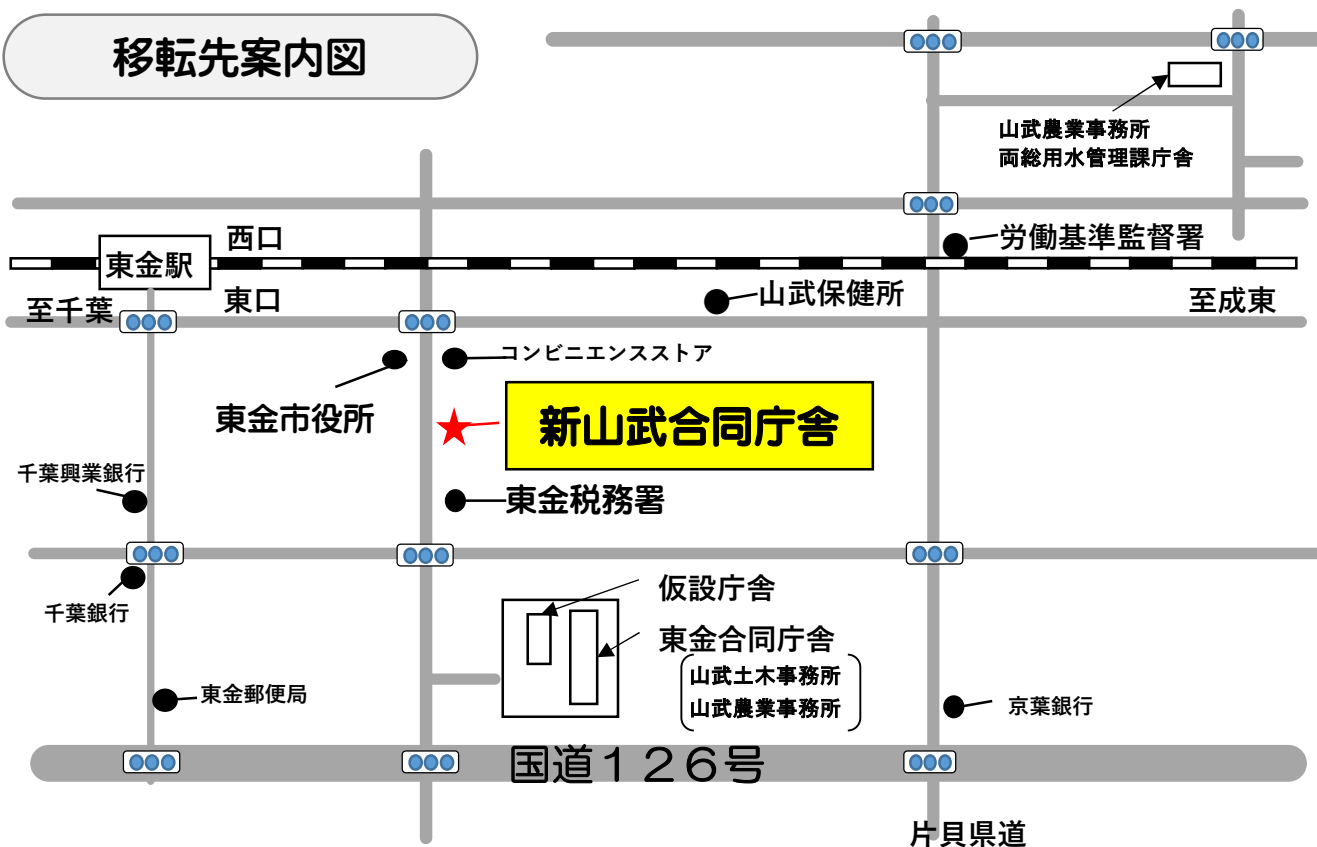 移転先案内図
山武農業事務所
両総用水管理課庁舎
西口
労働基準監督署
東金駅
山武保健所
東口
至千葉
至成東
コンビニエンスストア
東金市役所
新山武合同庁舎
千葉興業銀行
東金税務署
仮設庁舎
千葉銀行
東金合同庁舎
山武土木事務所
山武農業事務所
東金郵便局
京葉銀行
国道126号
片貝県道